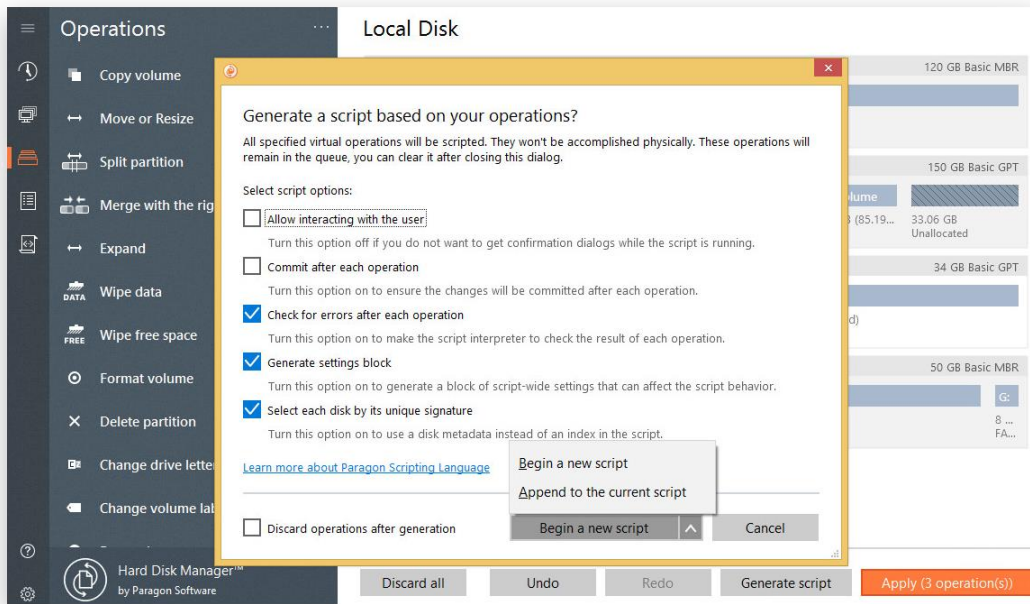 Operations
...
Local Disk
Copy volume
Move or Resize
Split partition
Merge with the rig
Expand
DATA
Wipe data
FREE
Wipe free space
Format volume
Delete partition
Change drive lette
Change volume lab
Hard Disk Manager™
by Paragon Software
Generate a script based on your operations?
All specified virtual operations will be scripted. They won't be accomplished physically. These operations will
remain in the queue, you can clear it after closing this dialog.
Select script options:
Allow interacting with the user
Turn this option off if you do not want to get confirmation dialogs while the script is running.
Commit after each operation
Turn this option on to ensure the changes will be committed after each operation.
Check for errors after each operation
Turn this option on to make the script interpreter to check the result of each operation.
Generate settings block
Turn this option on to generate a block of script-wide settings that can affect the script behavior.
Select each disk by its unique signature
Turn this option on to use a disk metadata instead of an index in the script.
Learn more about Paragon Scripting Language
Begin a new script
Append to the current script
Discard operations after generation
Begin a new script
Cancel
120 GB Basic MBR
150 GB Basic GPT
lume
(85.19...
33.06 GB
Unallocated
34 GB Basic GPT
d)
50 GB Basic MBR
G:
8 ...
FA...
Discard all
Undo
Redo
Generate script
Apply (3 operation(s))